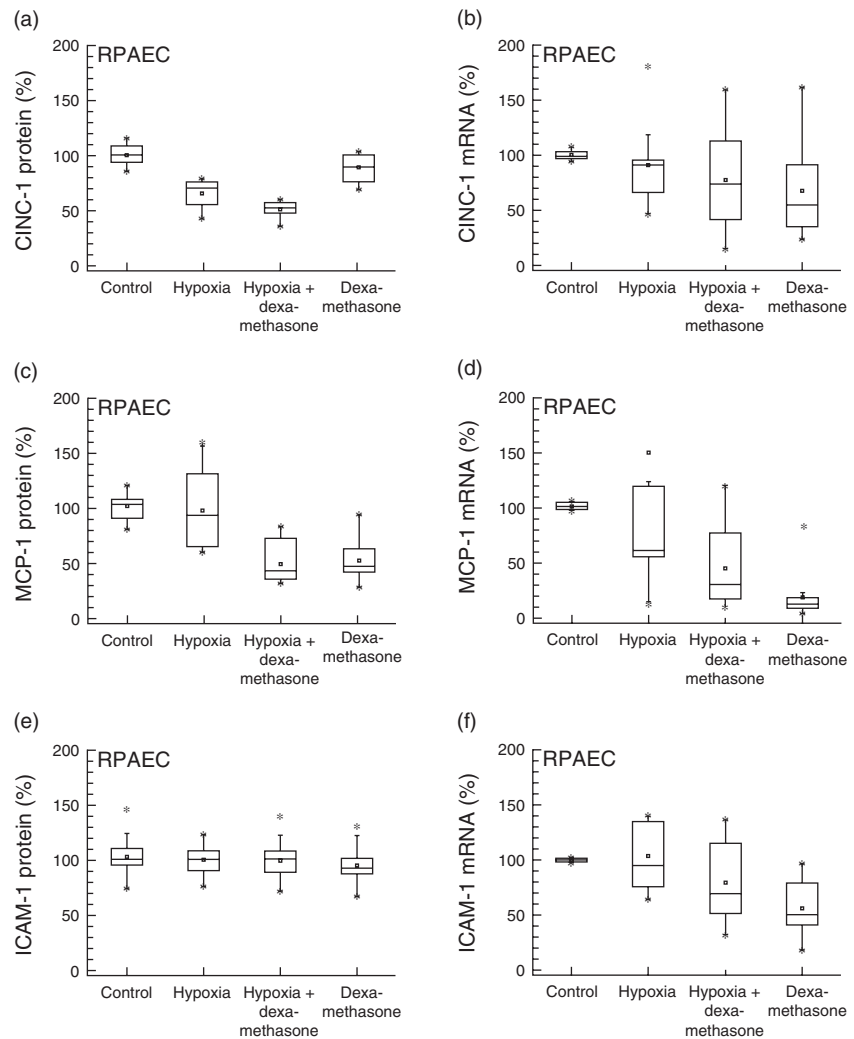 (a)
RPAEC
CINC-1 protein (%)
200
150
100
50
0
Control
Hypoxia
Hypoxia +
dexa-
methasone
Dexa-
methasone
(b)
RPAEC
CINC-1 mRNA (%)
200
150
100
50
0
Control
Hypoxia
Hypoxia +
dexa-
methasone
Dexa-
methasone
(c)
RPAEC
MCP-1 protein (%)
200
150
100
50
0
Control
Hypoxia
Hypoxia +
dexa-
methasone
Dexa-
methasone
(d)
RPAEC
MCP-1 mRNA (%)
200
150
100
50
0
Control
Hypoxia
Hypoxia +
dexa-
methasone
Dexa-
methasone
(e)
RPAEC
ICAM-1 protein (%)
200
150
100
50
0
Control
Hypoxia
Hypoxia +
dexa-
methasone
Dexa-
methasone
(f)
RPAEC
ICAM-1 mRNA (%)
200
150
100
50
0
Control
Hypoxia
Hypoxia +
dexa-
methasone
Dexa-
methasone